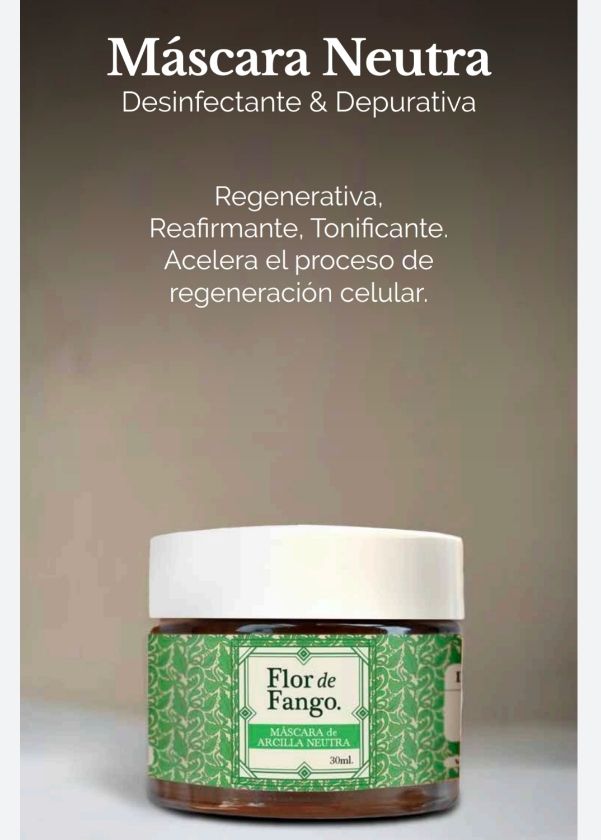 Máscara Neutra
Desinfectante & Depurativa
Regenerativa,
Reafirmante, Tonificante.
Acelera el proceso de
regeneración celular.
Flor de
Fango.
MÁSCARA de
ARCILLA NEUTRA
30ml.